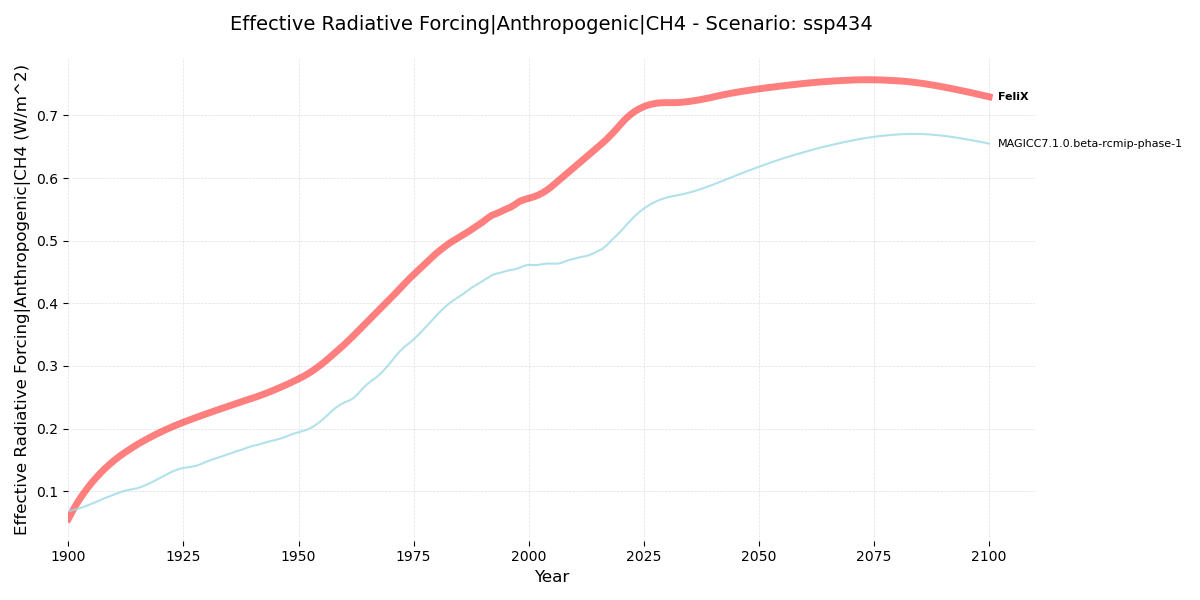 Effective Radiative Forcing|Anthropogenic|CH4 - Scenario: ssp434
Effective Radiative Forcing|Anthropogenic|CH4 (W/m^2)
0.7
0.6
0.5
0.4
0.3
0.2
0.1
FeliX
MAGICC7.1.0.beta-rcmip-phase-1
1900 1925 1950 1975 2000 2025 2050 2075 2100
Year